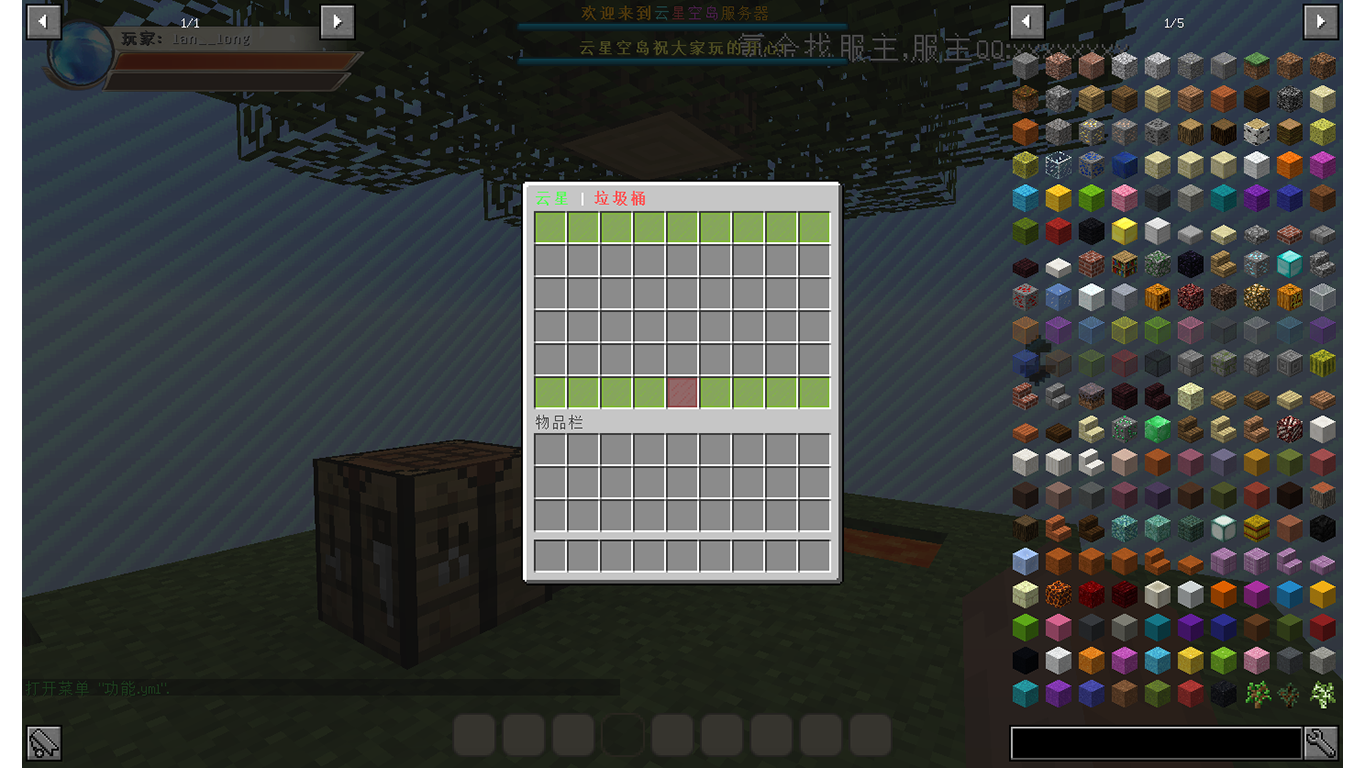 1/1
玩家: lan__long
欢迎来到云星空岛服务器
云星空岛祝大家玩的开心
找服主,服主QQ:
1/5
云星 | 垃圾桶
物品栏
打开菜单 "功能.yml".